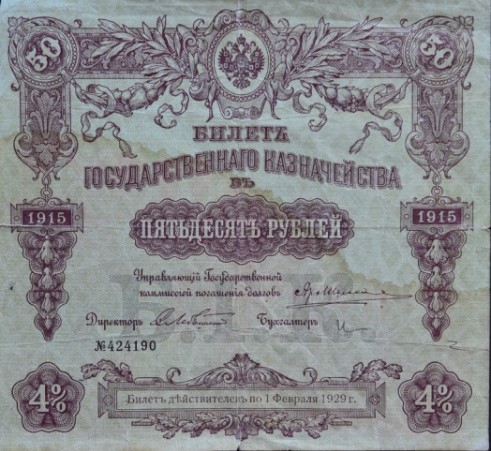 50 50
БИЛЕТЪ
ГОСУДАРСТВЕННАГО КАЗНАЧЕЙСТВА
ВЪ
1915 ПЯТЬДЕСЯТЪ РУБЛЕЙ 1915
Управляющій Государственной
коммиссіей погашенія долговъ
Директоръ Бухгалтеръ
№424190
4% Билетъ дѣйствителенъ по 1 Февраля 1929 г. 4%